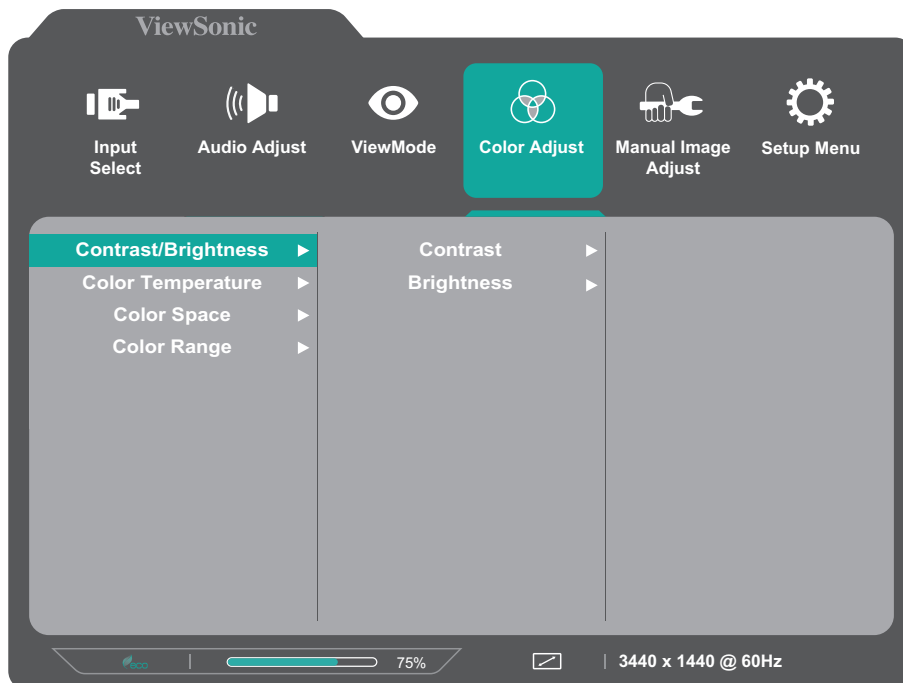 ViewSonic
Input
Select
Audio Adjust
ViewMode
Color Adjust
Manual Image
Adjust
Setup Menu
Contrast/Brightness
Color Temperature
Color Space
Color Range
Contrast
Brightness
eco
75%
3440 x 1440 @ 60Hz